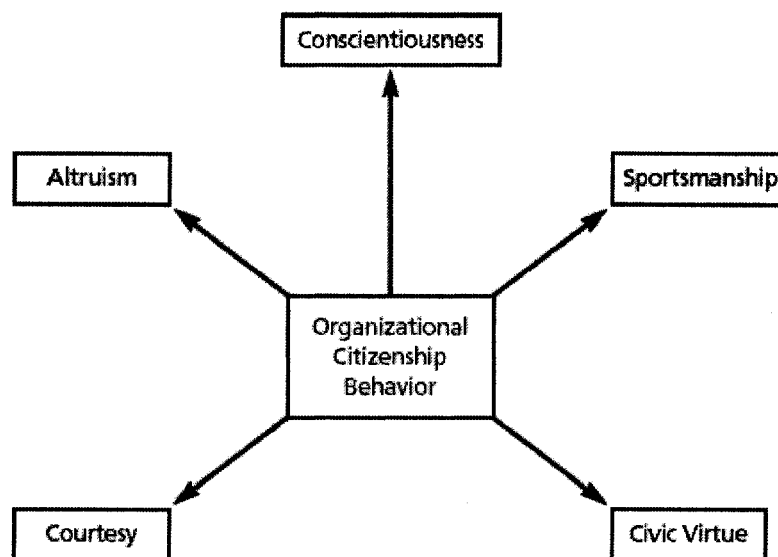 Conscientiousness
Altruism
Sportsmanship
Organizational
Citizenship
Behavior
Courtesy
Civic Virtue